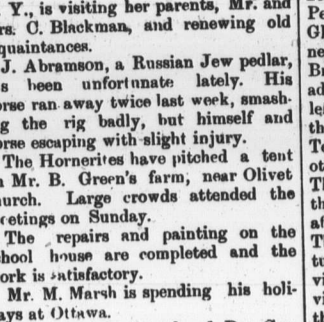 Y., is visiting her parents, Mr. and
rs. C. Blackman, and renewing old
quaintances.
J. Abramson, a Russian Jew pedlar,
s been unfortnnate lately. His
orse ran away twice last week, smash-
g the rig badly, but himself and
orse escaping with slight injury.
The Hornerites have pitched a tent
n Mr. B. Green's farm, near Olivet
urch. Large crowds attended the
eetings on Sunday.
The repairs and painting on the
chool house are completed and the
ork is satisfactory.
Mr. M. Marsh is spending his holi-
ays at Ottawa.